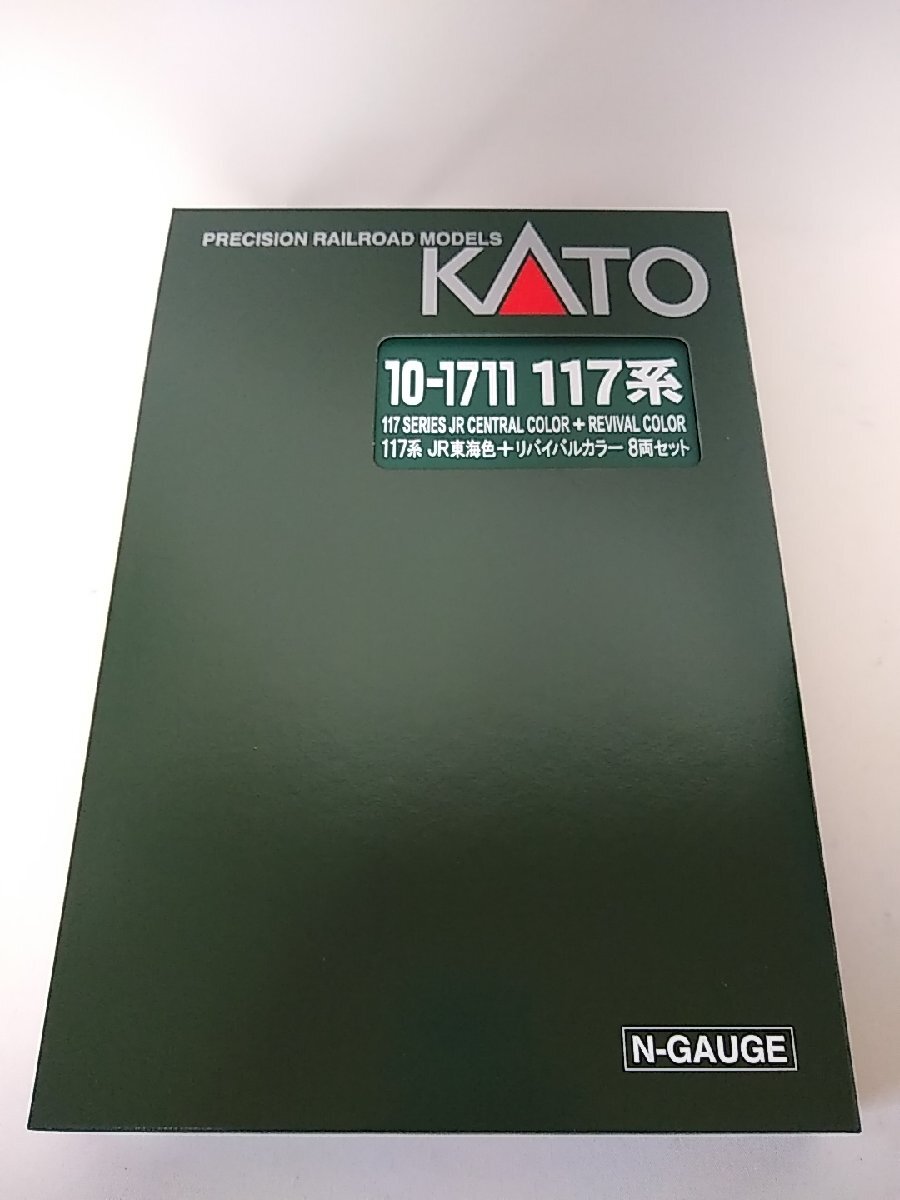 PRECISION RAILROAD MODELS
KATO
10-1711 117系
117 SERIES JR CENTRAL COLOR + REVIVAL COLOR
117系 JR東海色+リバイバルカラー 8両セット
N-GAUGE